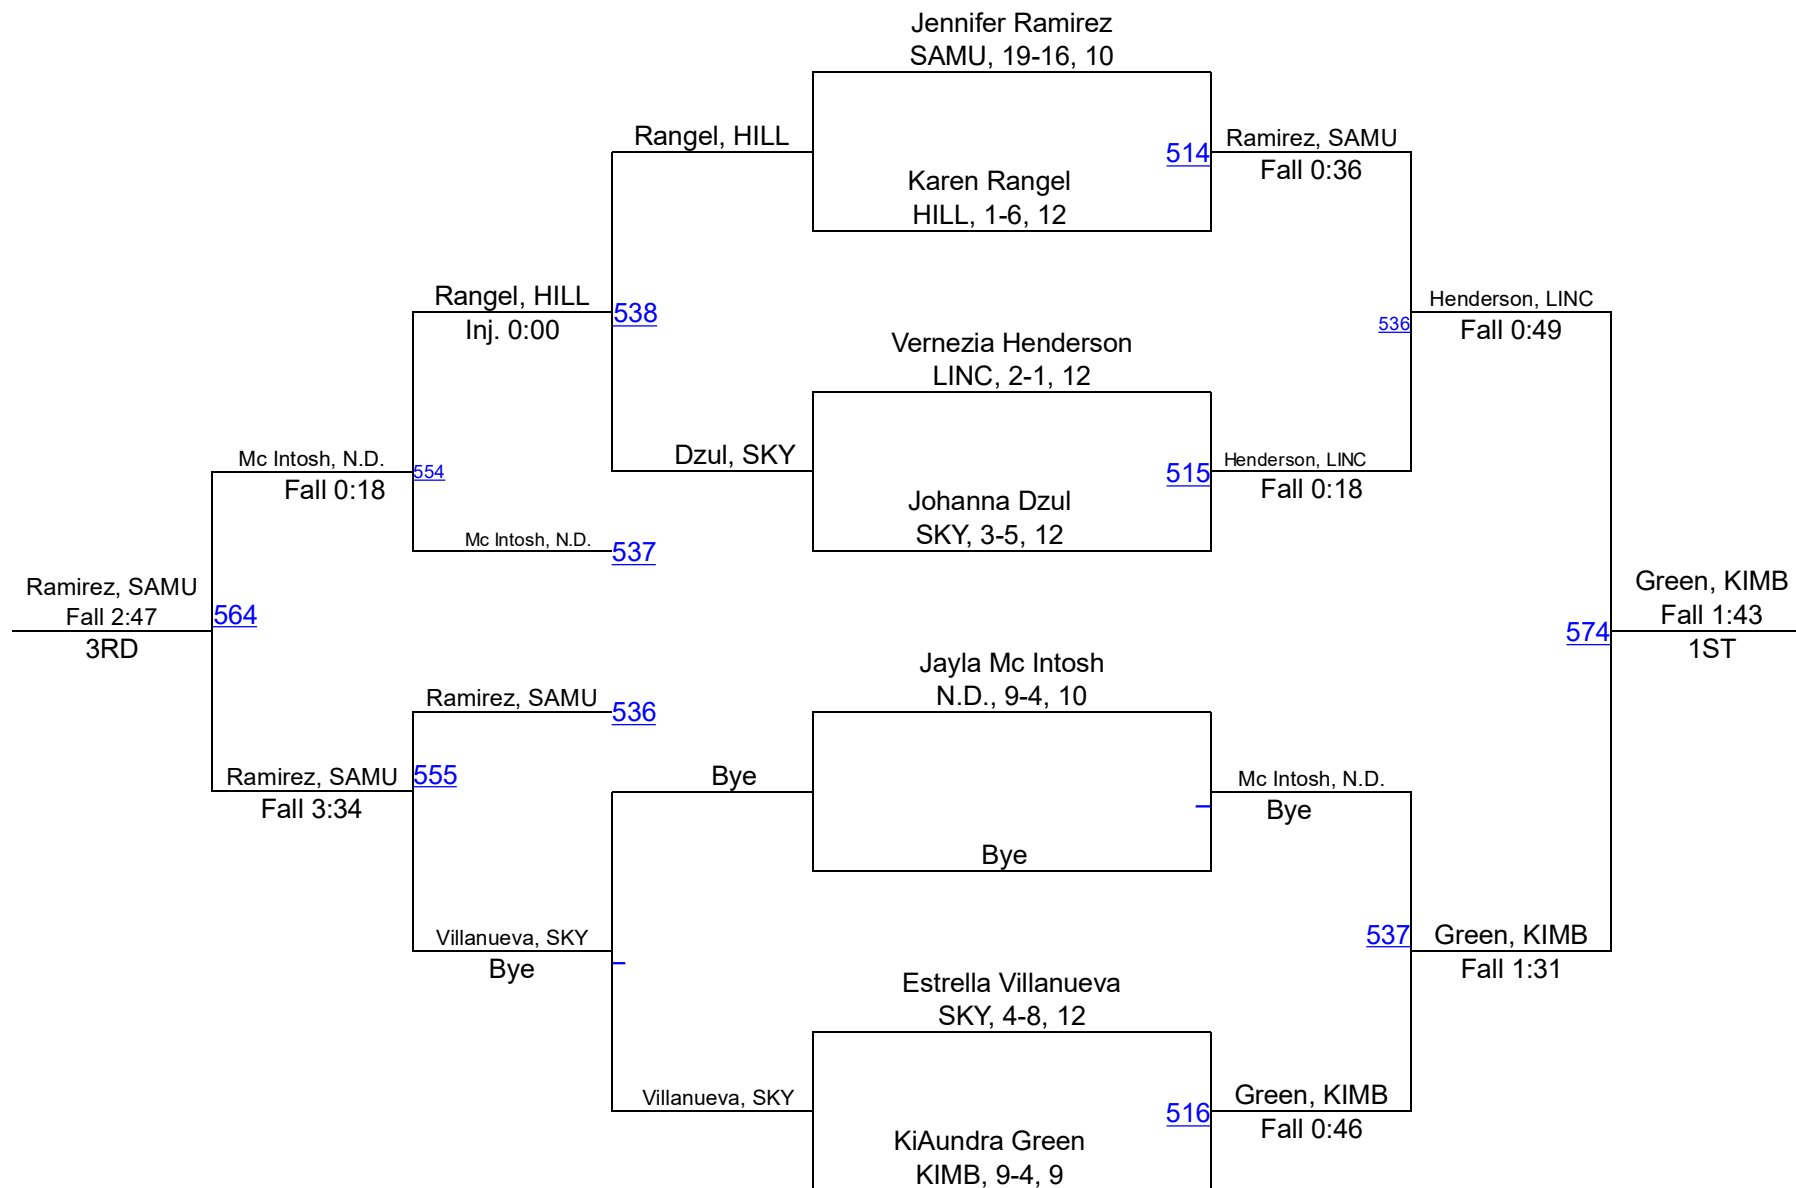 Jennifer Ramirez
SAMU, 19-16, 10
Rangel, HILL
514
Ramirez, SAMU
Fall 0:36
Karen Rangel
HILL, 1-6, 12
Rangel, HILL
Inj. 0:00
538
Henderson, LINC
Fall 0:49
536
Vernezia Henderson
LINC, 2-1, 12
Mc Intosh, N.D.
Fall 0:18
554
Dzul, SKY
515
Henderson, LINC
Fall 0:18
Johanna Dzul
SKY, 3-5, 12
Mc Intosh, N.D.
537
Ramirez, SAMU
Fall 2:47
3RD
564
574
Green, KIMB
Fall 1:43
1ST
Jayla Mc Intosh
N.D., 9-4, 10
Ramirez, SAMU
536
Ramirez, SAMU
Fall 3:34
555
Bye
Mc Intosh, N.D.
Bye
Bye
Villanueva, SKY
Bye
537
Green, KIMB
Fall 1:31
Estrella Villanueva
SKY, 4-8, 12
Villanueva, SKY
516
Green, KIMB
Fall 0:46
KiAundra Green
KIMB, 9-4, 9